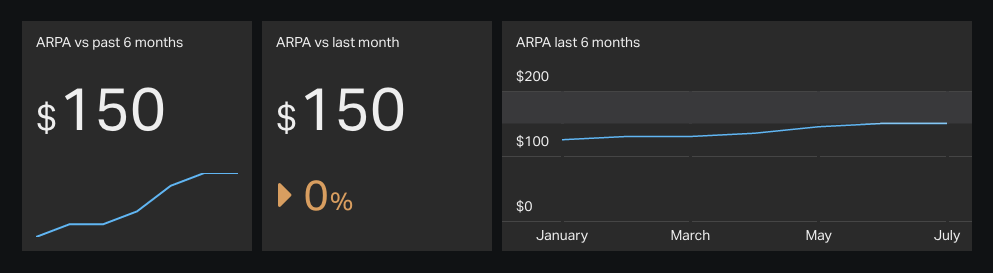 ARPA vs past 6 months
$150
ARPA vs last month
$150
0%
ARPA last 6 months
$200
$100
$0
January March May July